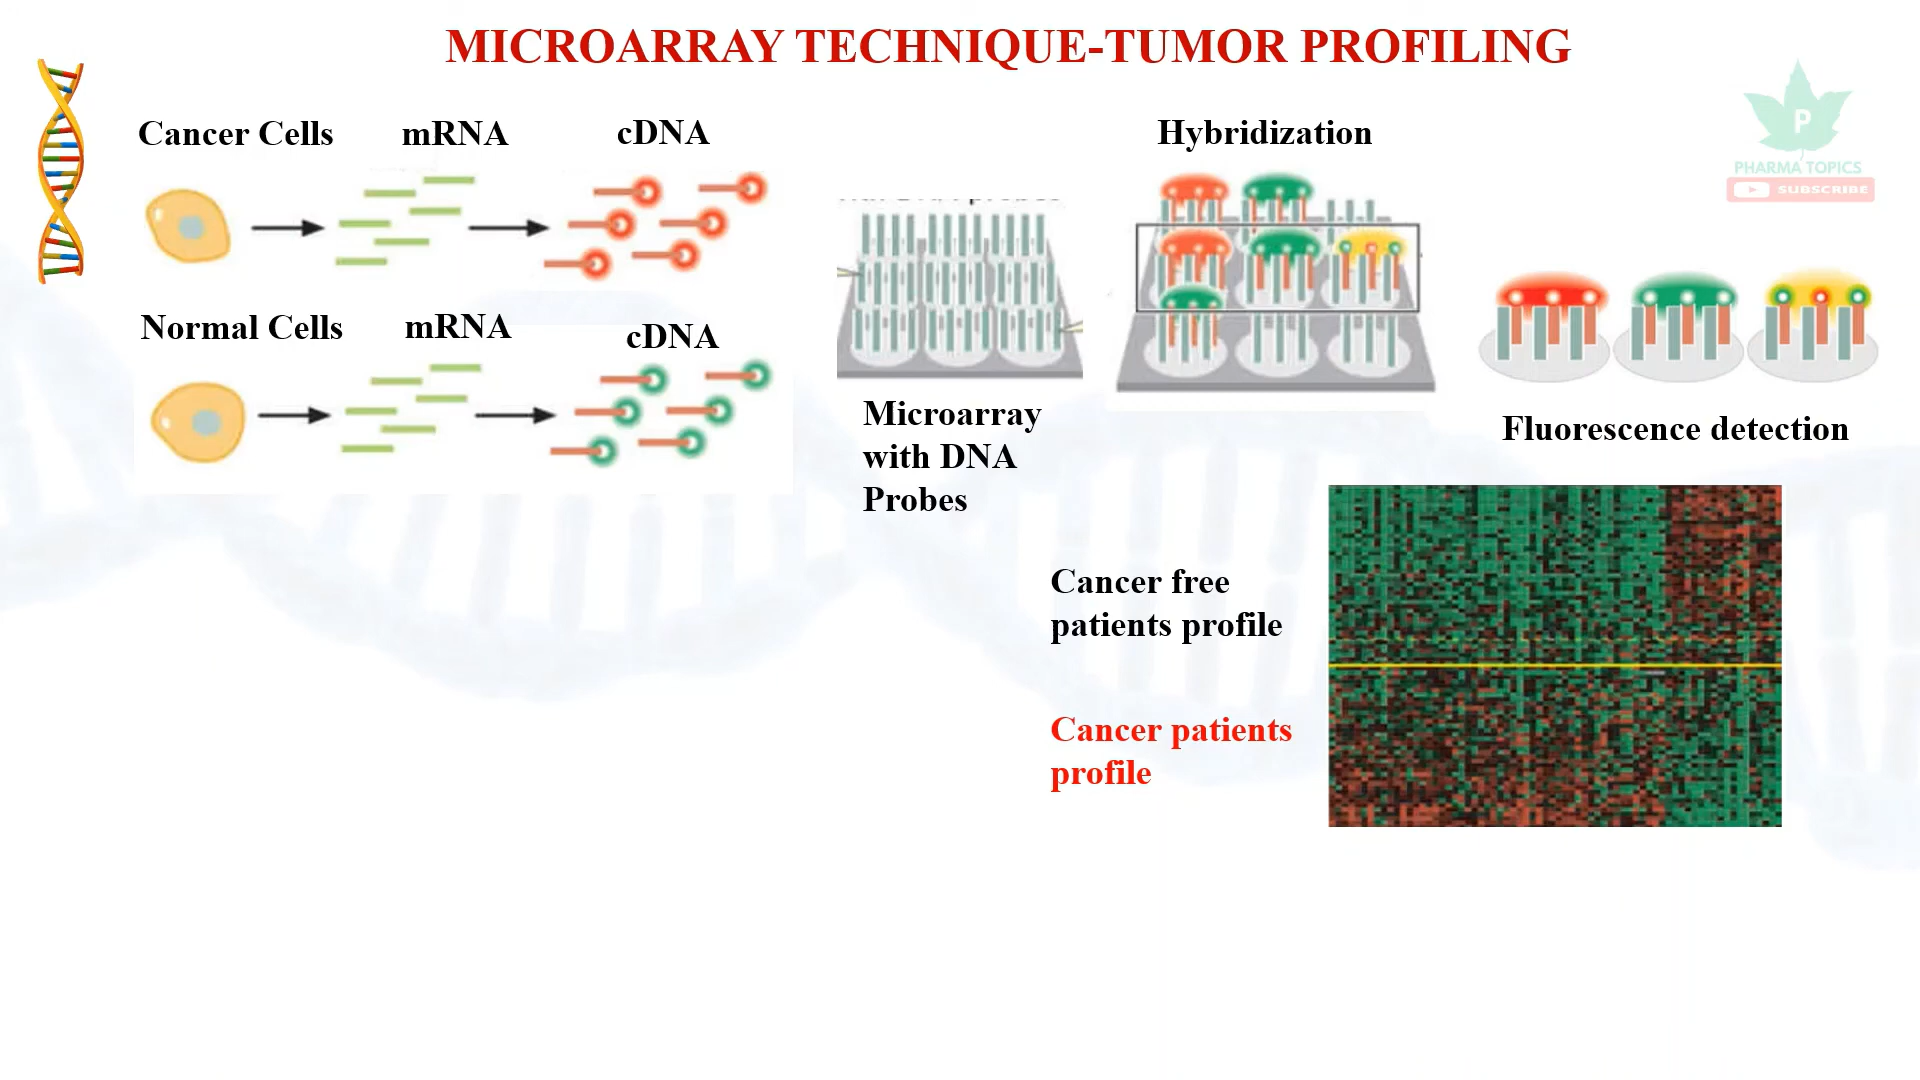 MICROARRAY TECHNIQUE-TUMOR PROFILING
Cancer Cells
mRNA
cDNA
Hybridization
P
PHARMA TOPICS
SUBSCRIBE
Normal Cells
mRNA
cDNA
Microarray
with DNA
Probes
Fluorescence detection
Cancer free
patients profile
Cancer patients
profile